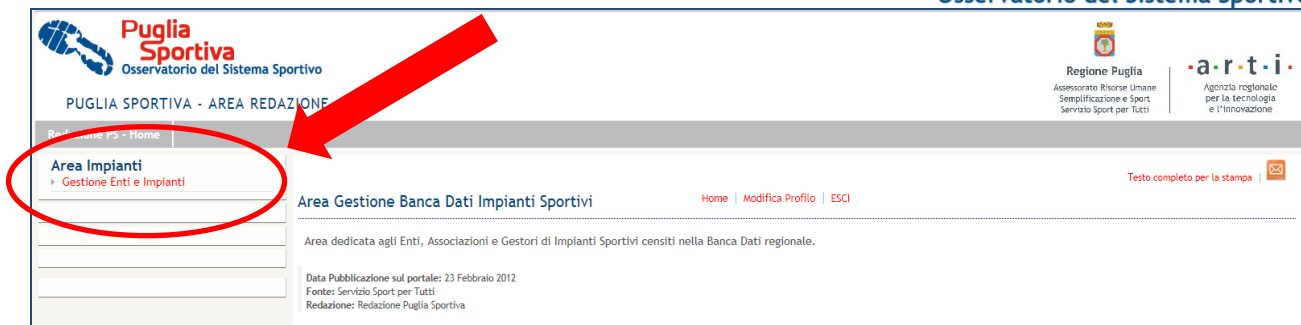 Osservatorio del Sistema Sportivo
Puglia
Sportiva
Osservatorio del Sistema Sportivo
Regione Puglia
Assessorato Risorse Umane
Semplificazione e Sport
Servizio Sport per Tutti
a·r·t·i
Agenzia regionale
per la tecnologia
e l'innovazione
PUGLIA SPORTIVA - AREA REDAZIONE
Redazione PS - Home
Area Impianti
Gestione Enti e Impianti
Testo completo per la stampa
Area Gestione Banca Dati Impianti Sportivi
Home | Modifica Profilo | ESCI
Area dedicata agli Enti, Associazioni e Gestori di Impianti Sportivi censiti nella Banca Dati regionale.
Data Pubblicazione sul portale: 23 Febbraio 2012
Fonte: Servizio Sport per Tutti
Redazione: Redazione Puglia Sportiva